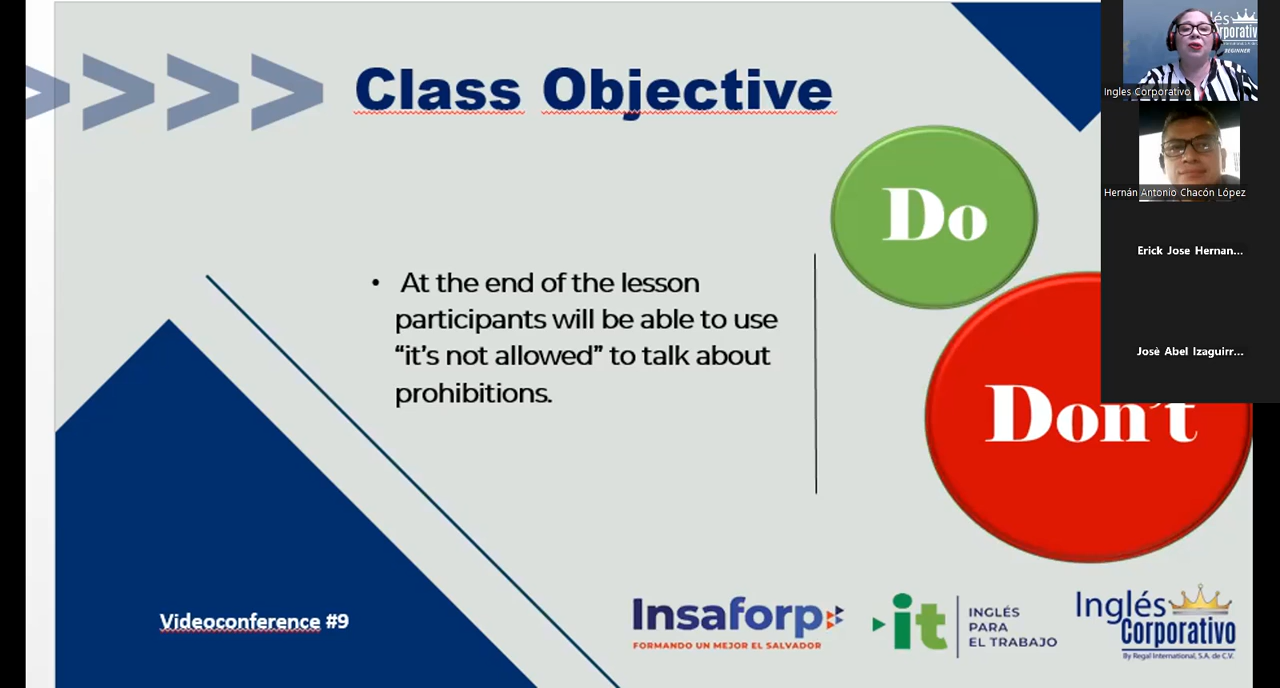 Class Objective
Do
• At the end of the lesson
participants will be able to use
“it’s not allowed” to talk about
prohibitions.
Don’t
Videoconference #9
Insaforp
FORMANDO UN MEJOR EL SALVADOR
it
INGLÉS
PARA
EL TRABAJO
Inglés
Corporativo
By Regal International, S.A. de C.V.
BEGINNER
Ingles Corporativo
Hernán Antonio Chacón López
Erick Jose Hernan...
Josè Abel Izaguirr...